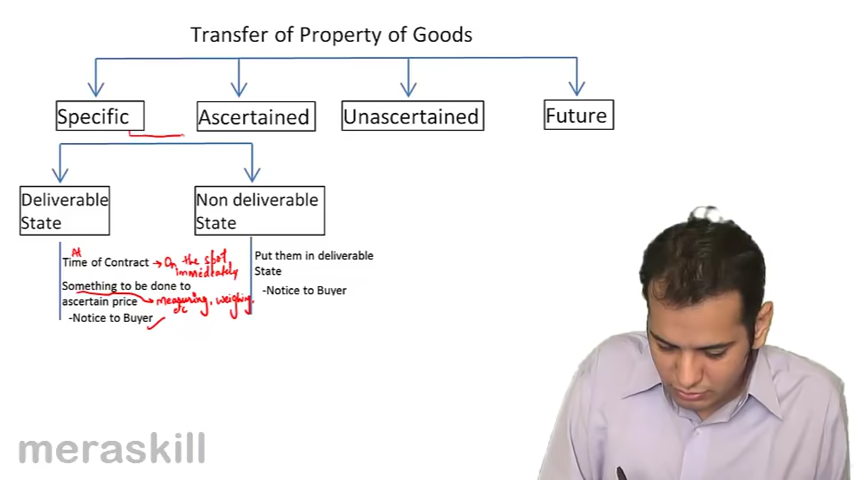 Transfer of Property of Goods
Specific
Ascertained
Unascertained
Future
Deliverable
State
Non deliverable
State
At
Time of Contract → On the spot,
immediately
Something to be done to
ascertain price → measuring, weighing,
etc
-Notice to Buyer
Put them in deliverable
State
-Notice to Buyer
meraskill